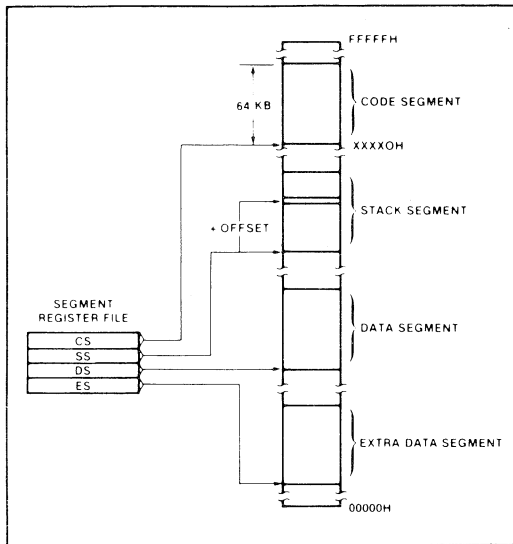 FFFFFH
64 KB
CODE SEGMENT
XXXXOH
STACK SEGMENT
+ OFFSET
SEGMENT
REGISTER FILE
CS
SS
DS
ES
DATA SEGMENT
EXTRA DATA SEGMENT
00000H